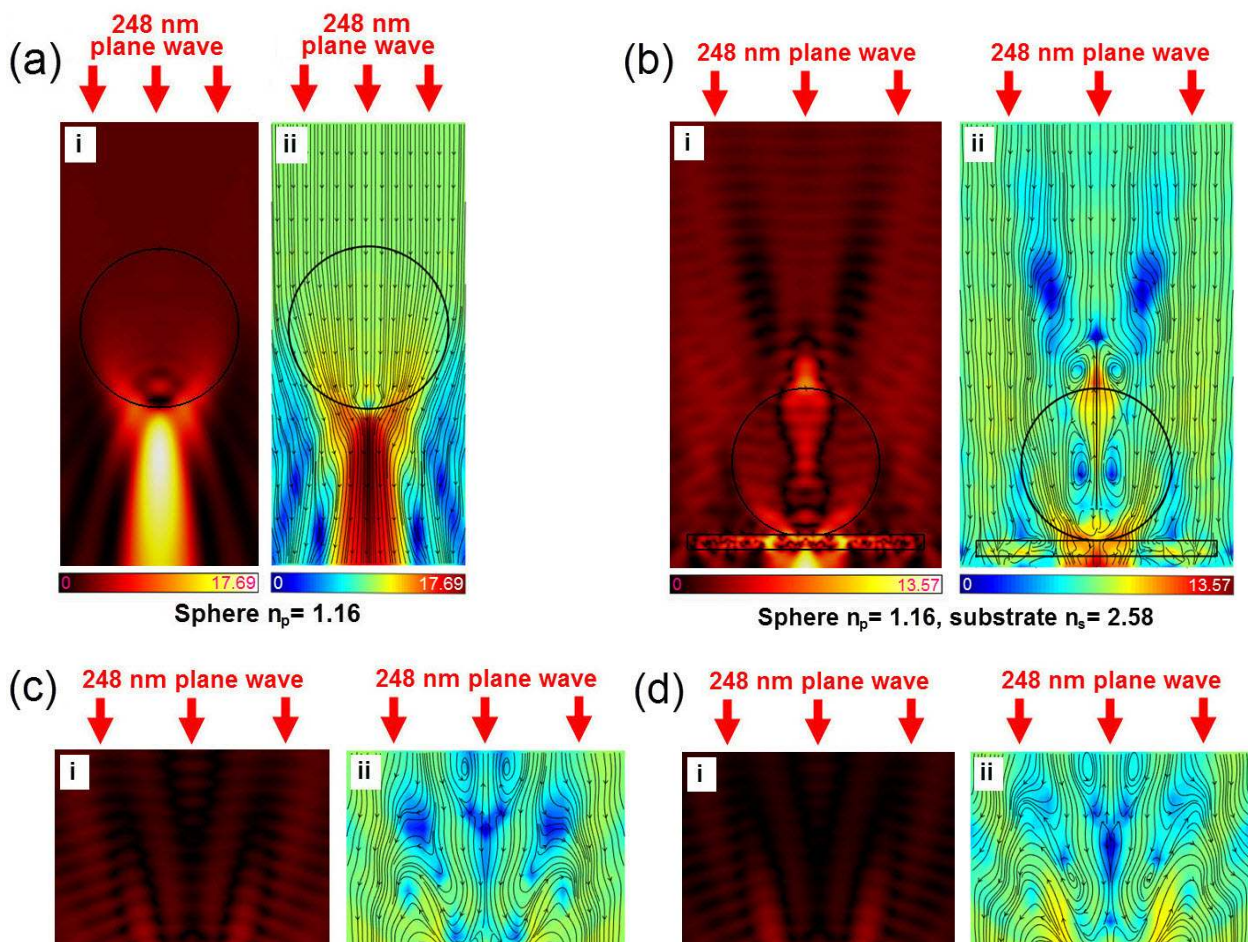 (a)
248 nm
plane wave
248 nm
plane wave
i
ii
0
17.69
0
17.69
Sphere nₚ= 1.16
(b)
248 nm plane wave
248 nm plane wave
i
ii
0
13.57
0
13.57
Sphere nₚ= 1.16, substrate nₛ= 2.58
(c)
248 nm plane wave
248 nm plane wave
i
ii
(d)
248 nm plane wave
248 nm plane wave
i
ii